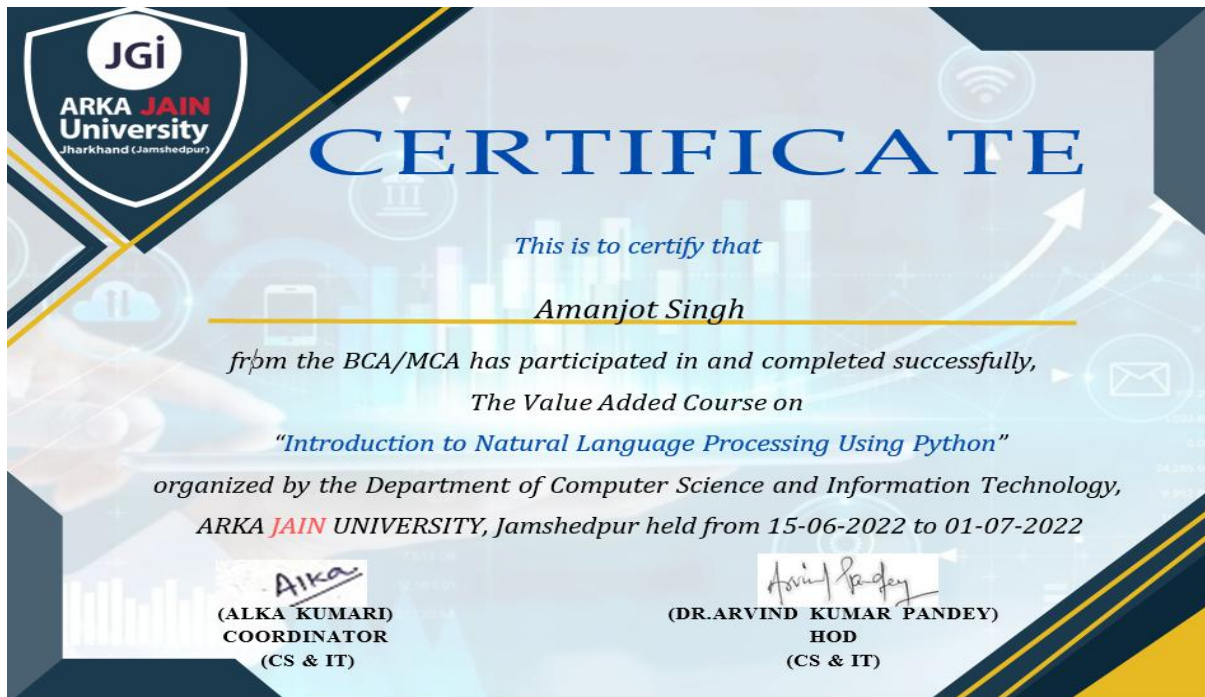 JGi
ARKA JAIN
University
Jharkhand (Jamshedpur)
CERTIFICATE
This is to certify that
Amanjot Singh
from the BCA/MCA has participated in and completed successfully,
The Value Added Course on
“Introduction to Natural Language Processing Using Python”
organized by the Department of Computer Science and Information Technology,
ARKA JAIN UNIVERSITY, Jamshedpur held from 15-06-2022 to 01-07-2022
Alka
Arvind Pandey
(ALKA KUMARI)
(DR.ARVIND KUMAR PANDEY)
COORDINATOR
HOD
(CS & IT)
(CS & IT)